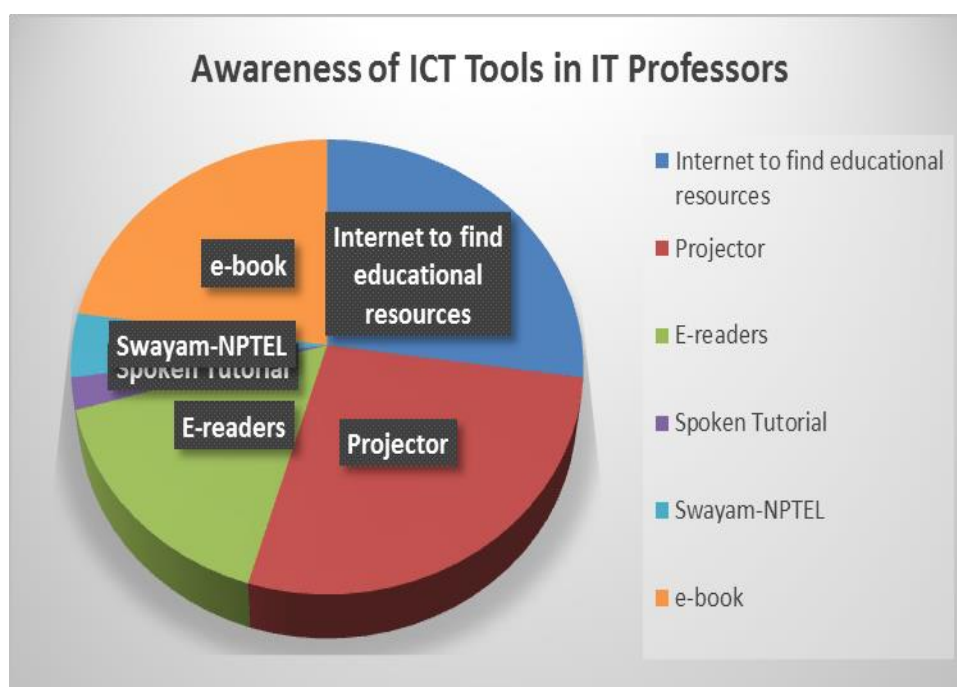 Awareness of ICT Tools in IT Professors
Internet to find
educational
resources
e-book
Swayam-NPTEL
Spoken Tutorial
E-readers
Projector
Internet to find educational
resources
Projector
E-readers
Spoken Tutorial
Swayam-NPTEL
e-book